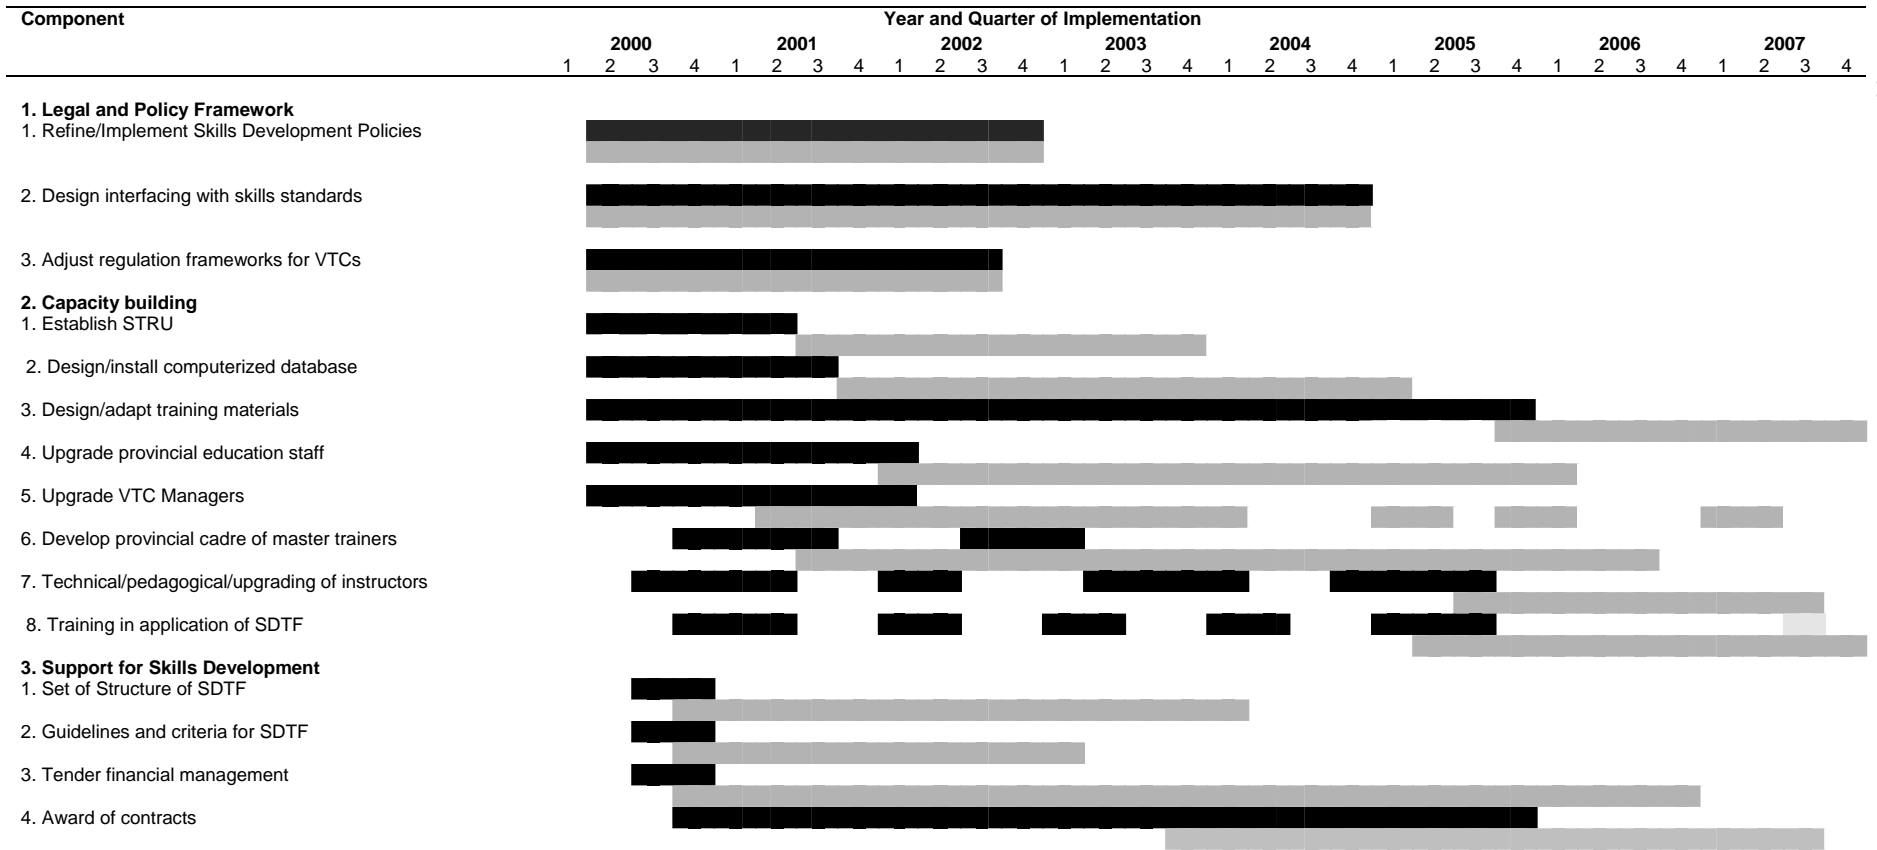 Component Year and Quarter of Implementation
2000 2001 2002 2003 2004 2005 2006 2007
1 2 3 4 1 2 3 4 1 2 3 4 1 2 3 4 1 2 3 4 1 2 3 4 1 2 3 4 1 2 3 4
1. Legal and Policy Framework
1. Refine/Implement Skills Development Policies
2. Design interfacing with skills standards
3. Adjust regulation frameworks for VTCs
2. Capacity building
1. Establish STRU
2. Design/install computerized database
3. Design/adapt training materials
4. Upgrade provincial education staff
5. Upgrade VTC Managers
6. Develop provincial cadre of master trainers
7. Technical/pedagogical/upgrading of instructors
8. Training in application of SDTF
3. Support for Skills Development
1. Set of Structure of SDTF
2. Guidelines and criteria for SDTF
3. Tender financial management
4. Award of contracts